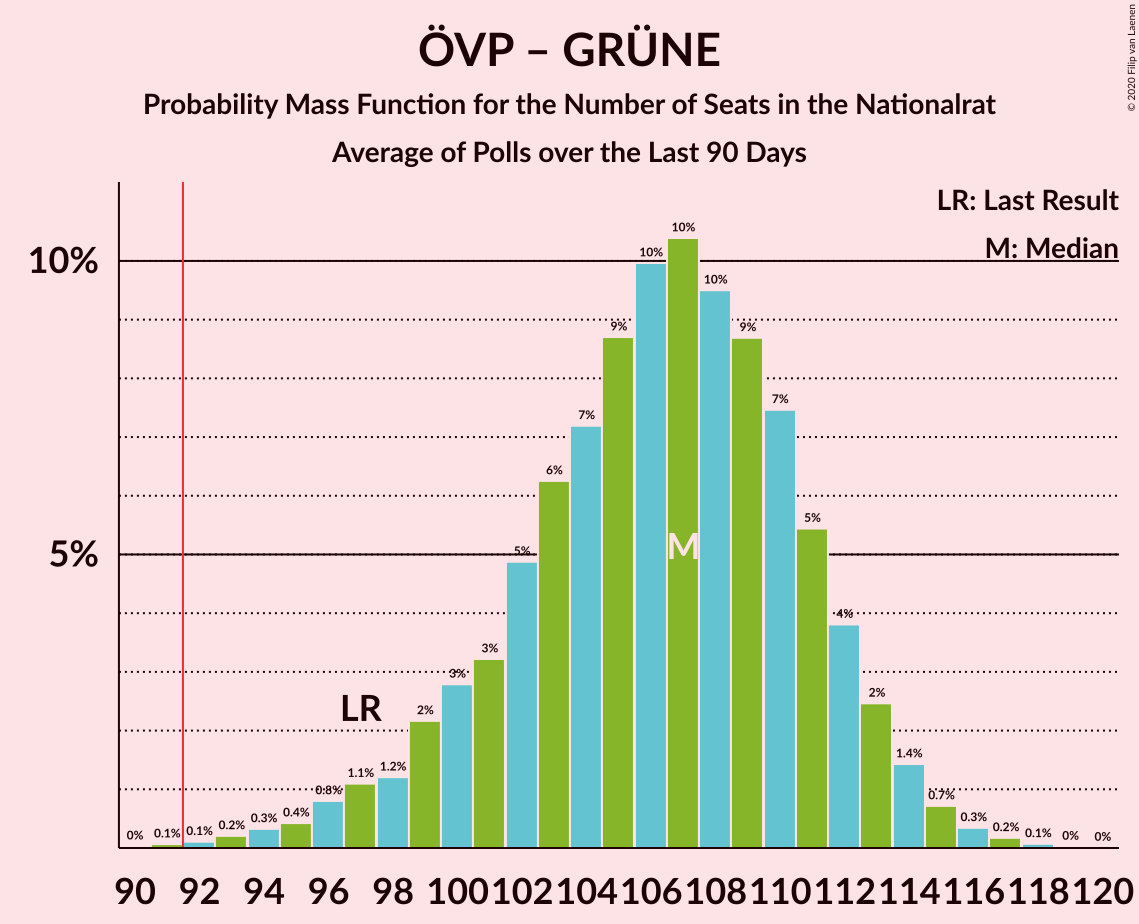 © 2020 Filip van Laenen
ÖVP – GRÜNE
Probability Mass Function for the Number of Seats in the Nationalrat
Average of Polls over the Last 90 Days
LR: Last Result
M: Median
10%
5%
0% 0.1% 0.1% 0.2% 0.3% 0.4% 0.8% 1.1% 1.2% 2% 3% 3% 5% 6% 7% 9% 10% 10% 10% 9% 7% 5% 4% 2% 1.4% 0.7% 0.3% 0.2% 0.1% 0% 0%
LR
M
90 92 94 96 98 100 102 104 106 108 110 112 114 116 118 120